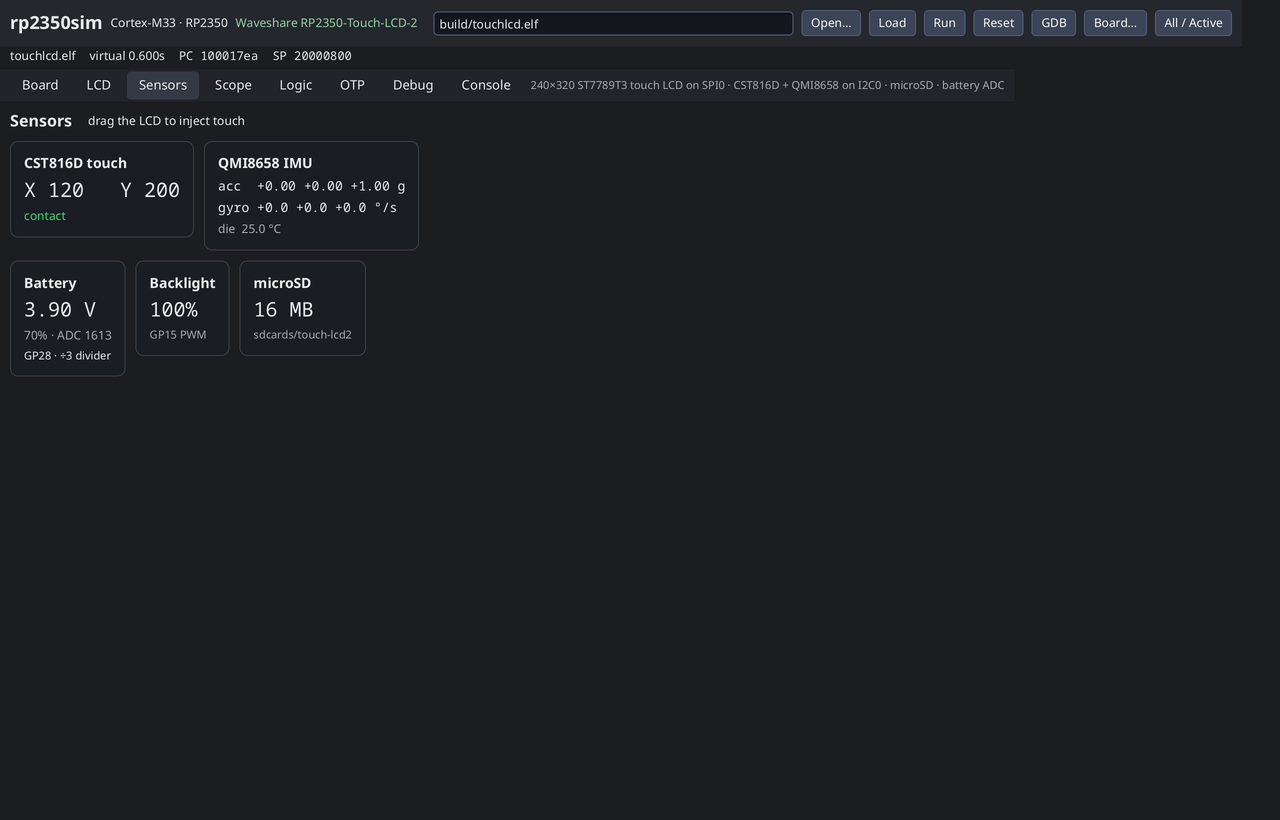 rp2350sim Cortex-M33 · RP2350 Waveshare RP2350-Touch-LCD-2 build/touchlcd.elf Open... Load Run Reset GDB Board... All / Active
touchlcd.elf virtual 0.600s PC 100017ea SP 20000800
Board LCD Sensors Scope Logic OTP Debug Console 240×320 ST7789T3 touch LCD on SPI0 · CST816D + QMI8658 on I2C0 · microSD · battery ADC
Sensors drag the LCD to inject touch
CST816D touch
X 120 Y 200
contact
QMI8658 IMU
acc +0.00 +0.00 +1.00 g
gyro +0.0 +0.0 +0.0 °/s
die 25.0 °C
Battery
3.90 V
70% · ADC 1613
GP28 · ÷3 divider
Backlight
100%
GP15 PWM
microSD
16 MB
sdcards/touch-lcd2